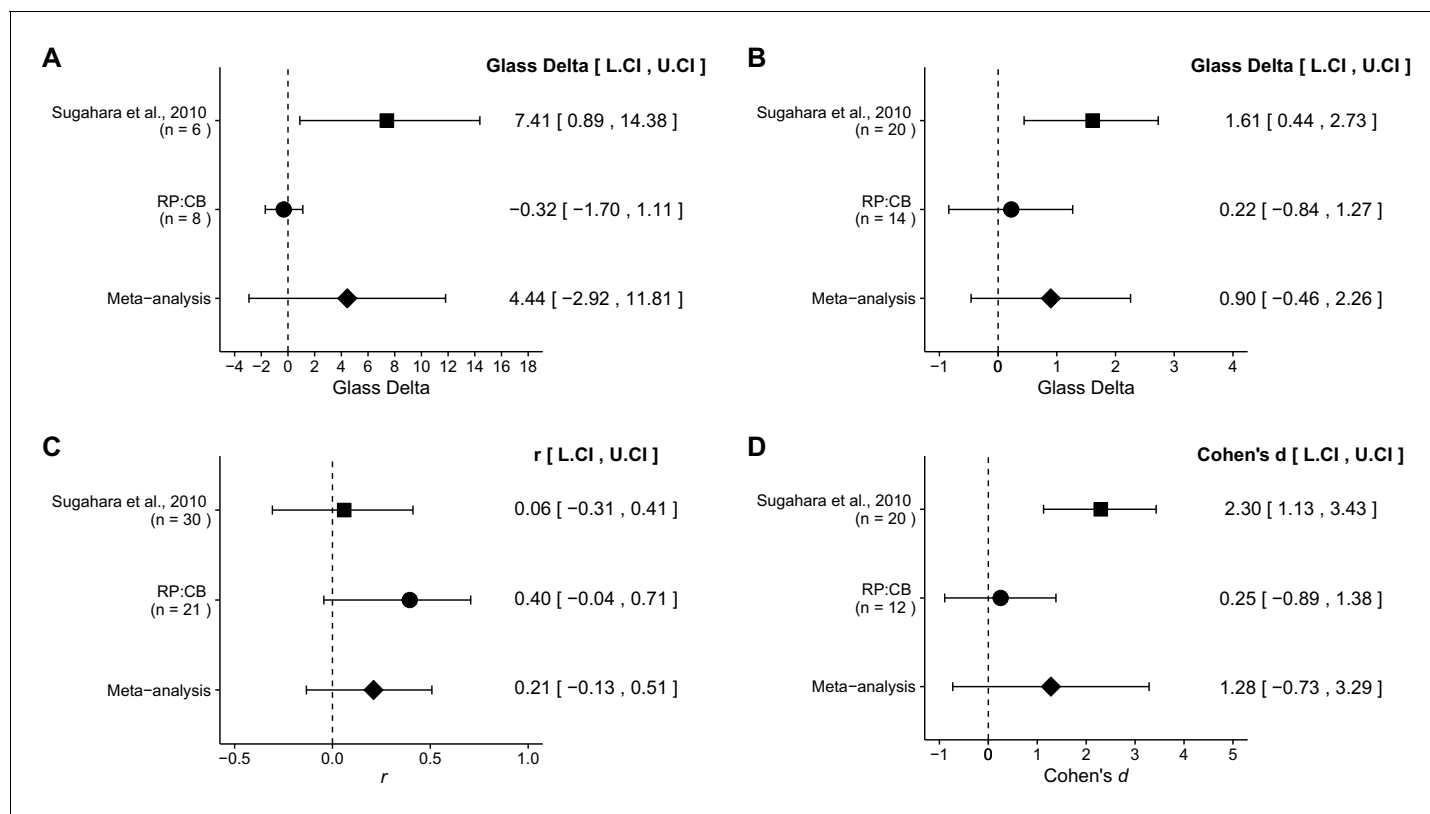 A
Glass Delta [ L.CI , U.CI ]
Sugahara et al., 2010
(n = 6 )
7.41 [ 0.89 , 14.38 ]
RP:CB
(n = 8 )
−0.32 [ −1.70 , 1.11 ]
Meta−analysis
4.44 [ −2.92 , 11.81 ]
−4 −2 0 2 4 6 8 10 12 14 16 18
Glass Delta
B
Glass Delta [ L.CI , U.CI ]
Sugahara et al., 2010
(n = 20 )
1.61 [ 0.44 , 2.73 ]
RP:CB
(n = 14 )
0.22 [ −0.84 , 1.27 ]
Meta−analysis
0.90 [ −0.46 , 2.26 ]
−1 0 1 2 3 4
Glass Delta
C
r [ L.CI , U.CI ]
Sugahara et al., 2010
(n = 30 )
0.06 [ −0.31 , 0.41 ]
RP:CB
(n = 21 )
0.40 [ −0.04 , 0.71 ]
Meta−analysis
0.21 [ −0.13 , 0.51 ]
−0.5 0.0 0.5 1.0
r
D
Cohen's d [ L.CI , U.CI ]
Sugahara et al., 2010
(n = 20 )
2.30 [ 1.13 , 3.43 ]
RP:CB
(n = 12 )
0.25 [ −0.89 , 1.38 ]
Meta−analysis
1.28 [ −0.73 , 3.29 ]
−1 0 1 2 3 4 5
Cohen's d